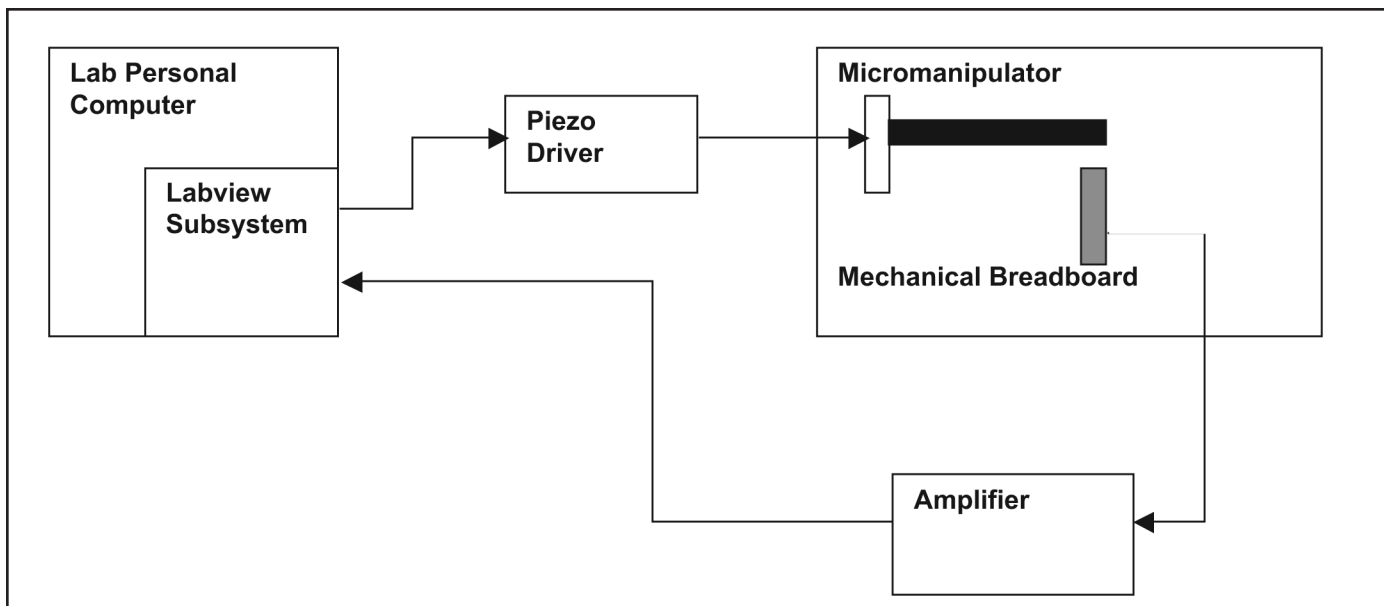 Lab Personal
Computer
Labview
Subsystem
Piezo
Driver
Micromanipulator
Mechanical Breadboard
Amplifier